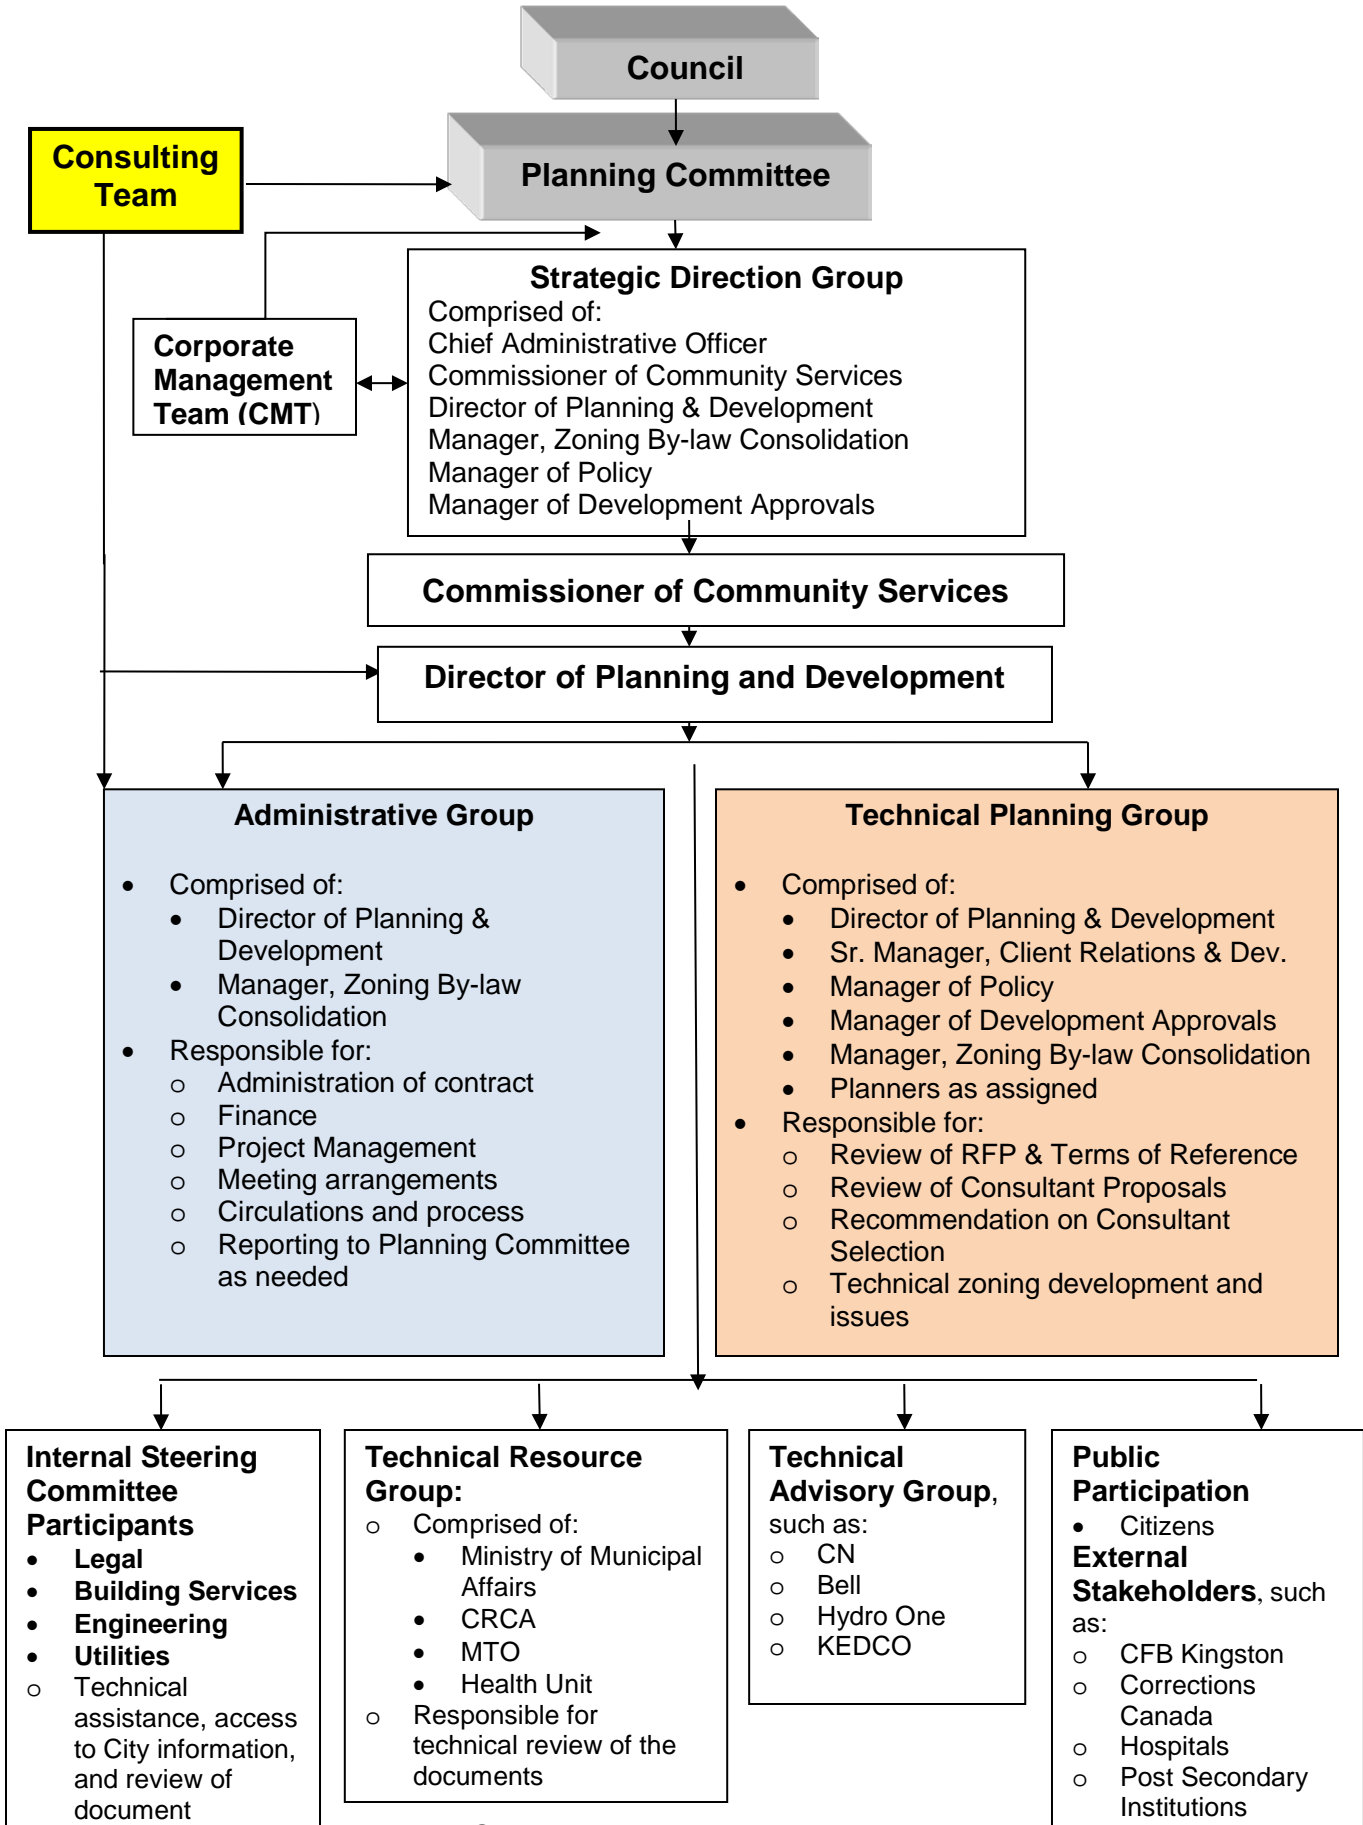 Council
Planning Committee
Consulting
Team
Strategic Direction Group
Comprised of:
Chief Administrative Officer
Commissioner of Community Services
Director of Planning & Development
Manager, Zoning By-law Consolidation
Manager of Policy
Manager of Development Approvals
Corporate
Management
Team (CMT)
Commissioner of Community Services
Director of Planning and Development
Administrative Group
• Comprised of:
• Director of Planning &
Development
• Manager, Zoning By-law
Consolidation
• Responsible for:
o Administration of contract
o Finance
o Project Management
o Meeting arrangements
o Circulations and process
o Reporting to Planning Committee
as needed
Technical Planning Group
• Comprised of:
• Director of Planning & Development
• Sr. Manager, Client Relations & Dev.
• Manager of Policy
• Manager of Development Approvals
• Manager, Zoning By-law Consolidation
• Planners as assigned
• Responsible for:
o Review of RFP & Terms of Reference
o Review of Consultant Proposals
o Recommendation on Consultant
Selection
o Technical zoning development and
issues
Internal Steering
Committee
Participants
• Legal
• Building Services
• Engineering
• Utilities
o Technical
assistance, access
to City information,
and review of
document
Technical Resource
Group:
o Comprised of:
• Ministry of Municipal
Affairs
• CRCA
• MTO
• Health Unit
o Responsible for
technical review of the
documents
Technical
Advisory Group,
such as:
o CN
o Bell
o Hydro One
o KEDCO
Public
Participation
• Citizens
External
Stakeholders, such
as:
o CFB Kingston
o Corrections
Canada
o Hospitals
o Post Secondary
Institutions